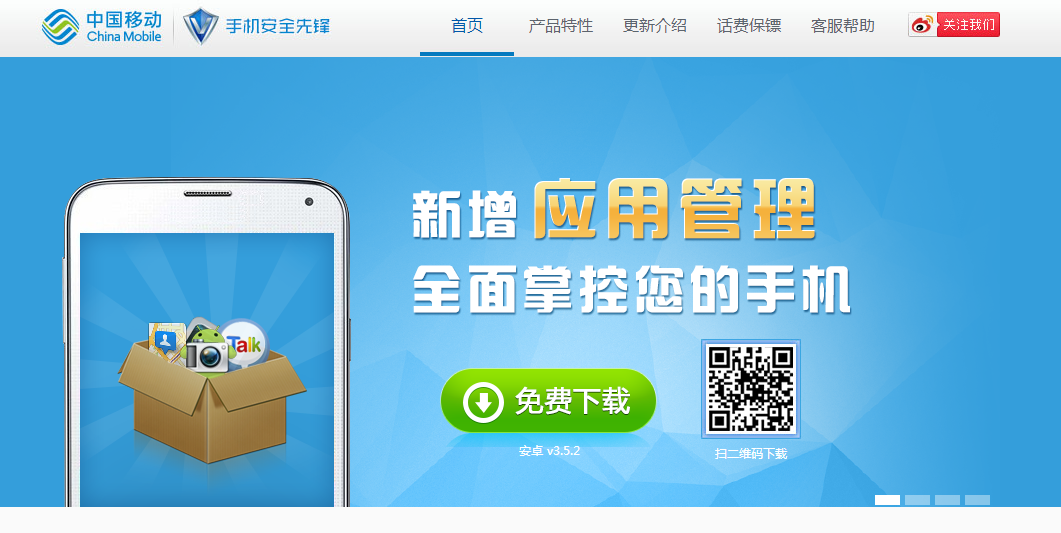 中国移动
China Mobile
手机安全先锋
首页
产品特性
更新介绍
话费保镖
客服帮助
关注我们
新增应用管理
全面掌控您的手机
Talk
免费下载
安卓 v3.5.2
扫二维码下载